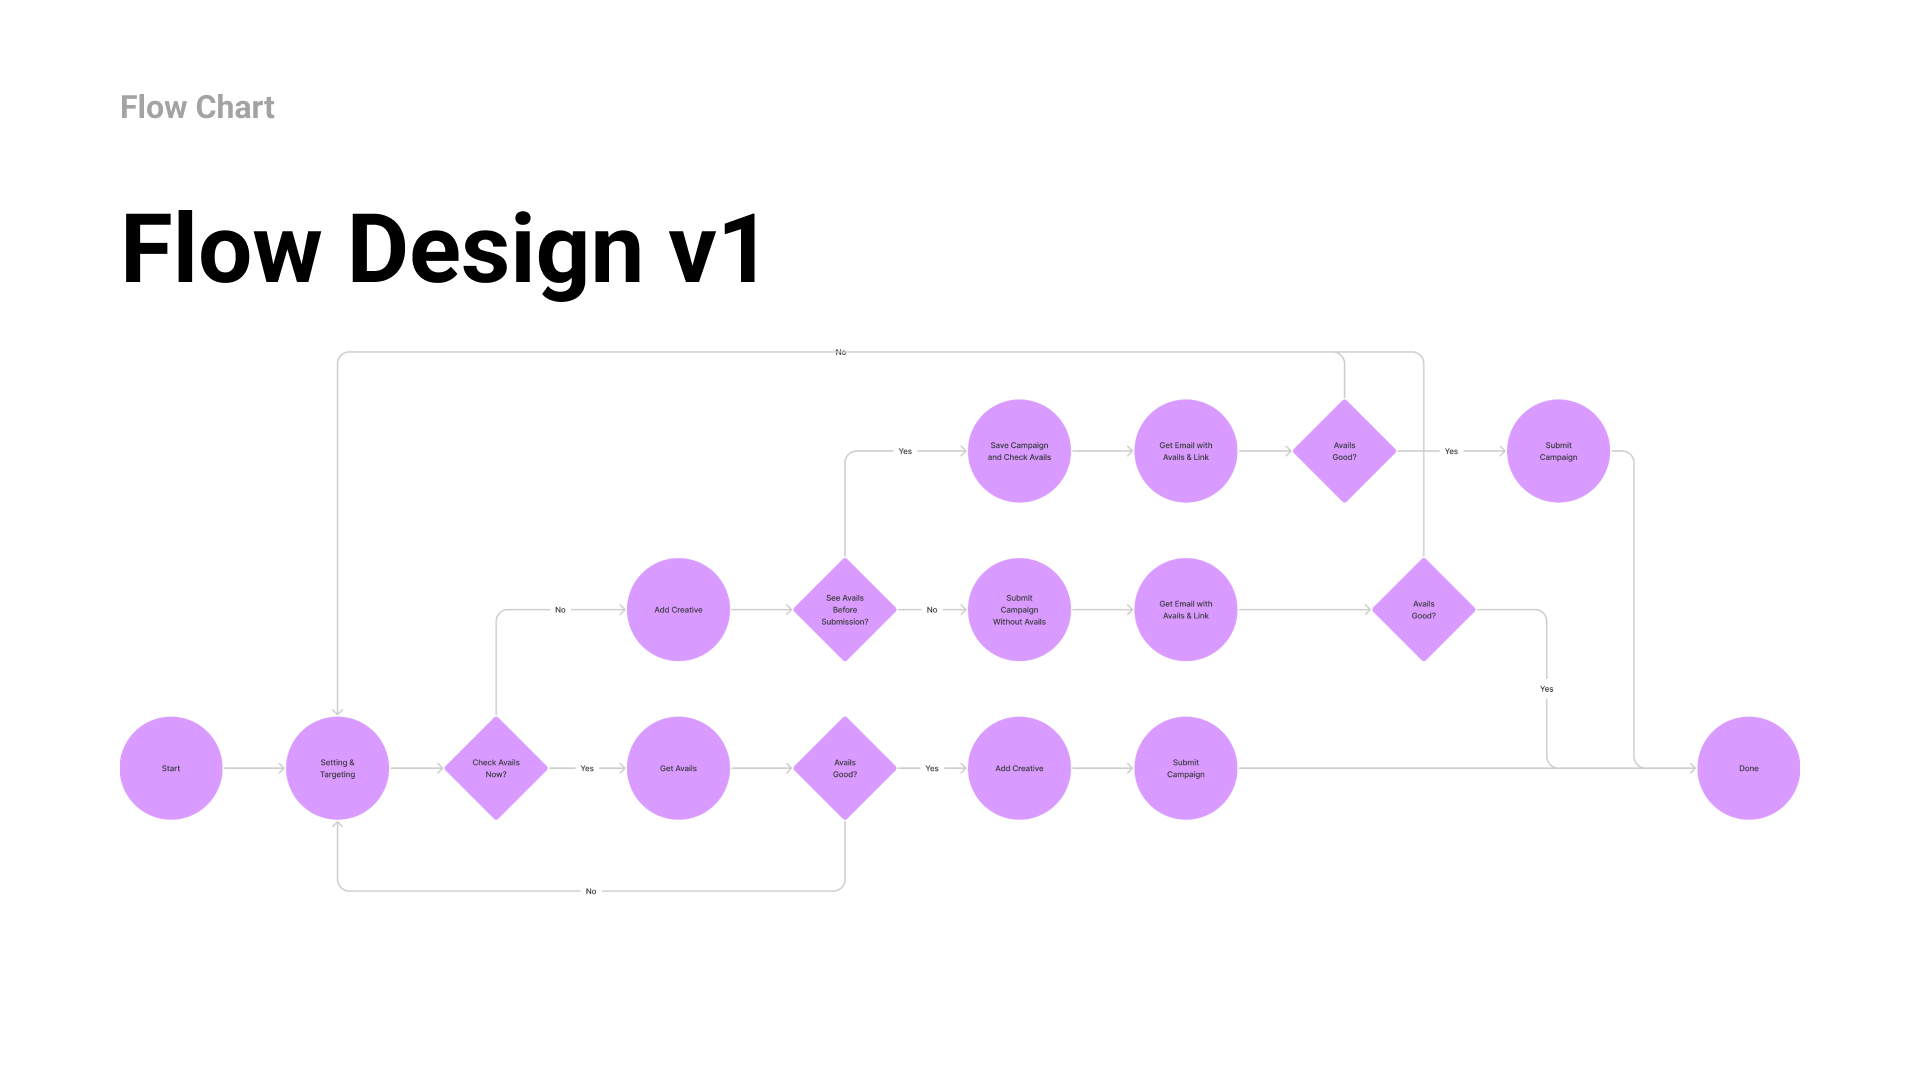 Flow Chart
Flow Design v1
No
Save Campaign
and Check Avails
Get Email with
Avails & Link
Avails
Good?
Yes
Submit
Campaign
Yes
No
Add Creative
See Avails
Before
Submission?
No
Submit
Campaign
Without Avails
Get Email with
Avails & Link
Avails
Good?
Yes
Start
Setting &
Targeting
Check Avails
Now?
Yes
Get Avails
Avails
Good?
Yes
Add Creative
Submit
Campaign
Done
No